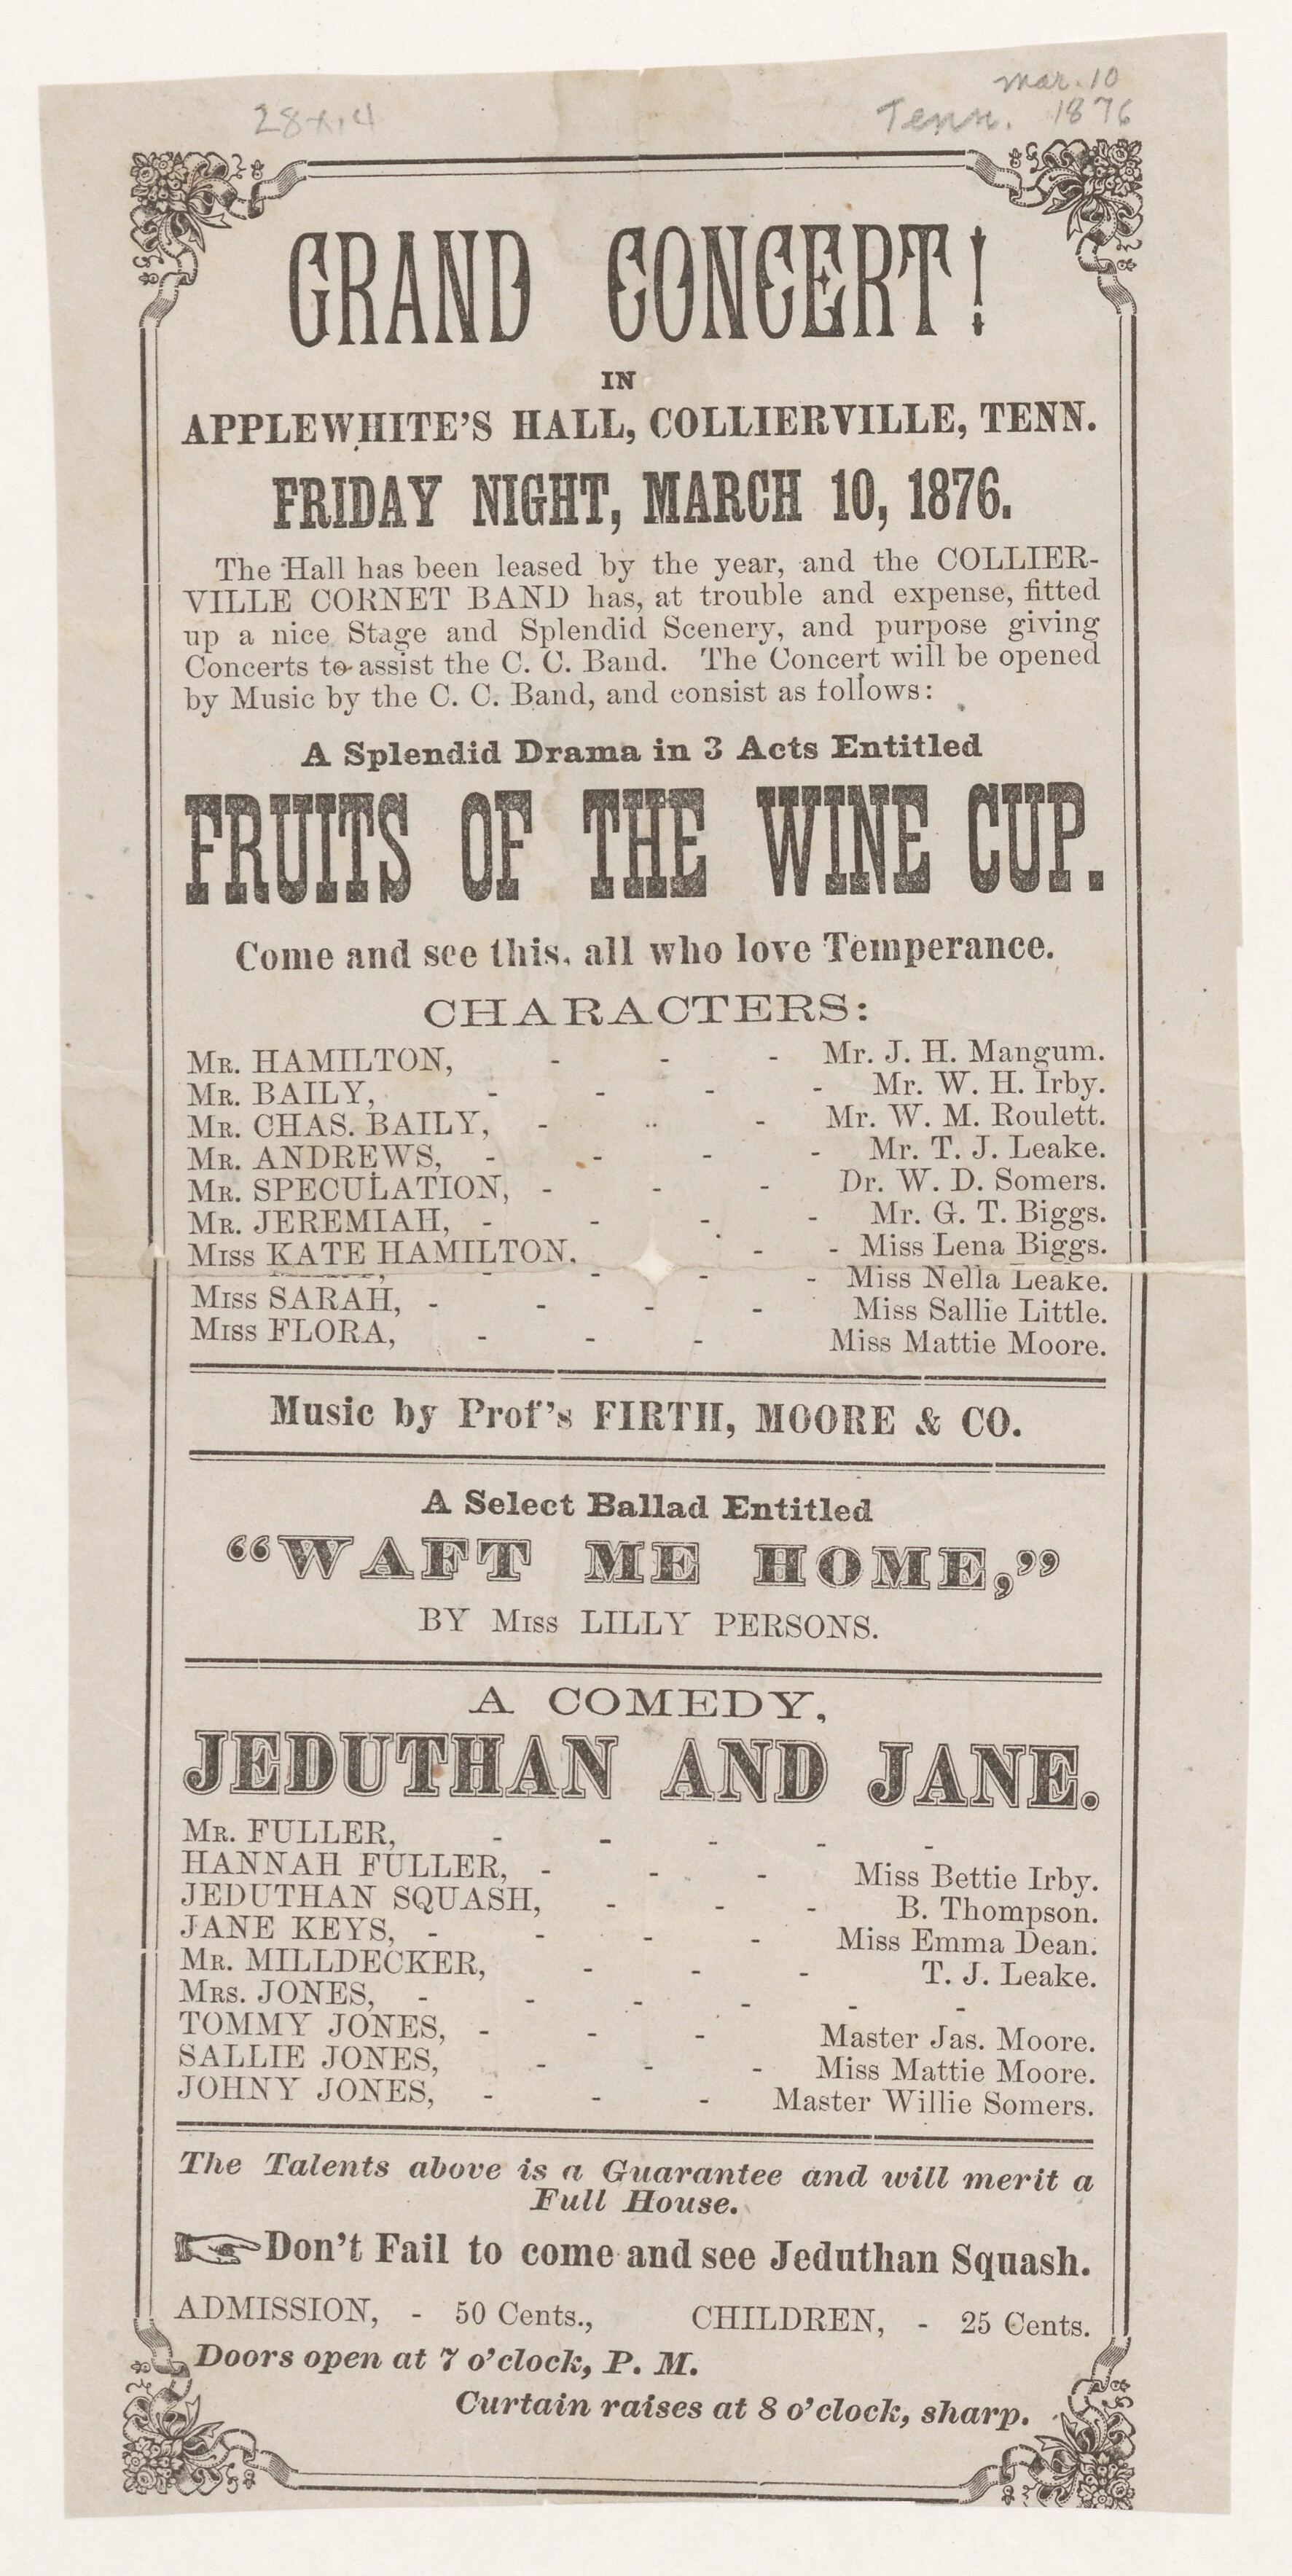 mar. 10
Tenn. 1876
GRAND CONCERT!
IN
APPLEWHITE'S HALL, COLLIERVILLE, TENN.
FRIDAY NIGHT, MARCH 10, 1876.
The Hall has been leased by the year, and the COLLIER-
VILLE CORNET BAND has, at trouble and expense, fitted
up a nice Stage and Splendid Scenery, and purpose giving
Concerts to assist the C. C. Band. The Concert will be opened
by Music by the C. C. Band, and consist as follows:
A Splendid Drama in 3 Acts Entitled
FRUITS OF THE WINE CUP.
Come and see this, all who love Temperance.
CHARACTERS:
MR. HAMILTON, - - - Mr. J. H. Mangum.
MR. BAILY, - - - - Mr. W. H. Irby.
MR. CHAS. BAILY, - - - Mr. W. M. Roulett.
MR. ANDREWS, - - - - Mr. T. J. Leake.
MR. SPECULATION, - - - Dr. W. D. Somers.
MR. JEREMIAH, - - - - Mr. G. T. Biggs.
MISS KATE HAMILTON. - - Miss Lena Biggs.
- - - - Miss Nella Leake.
MISS SARAH, - - - - Miss Sallie Little.
MISS FLORA, - - - Miss Mattie Moore.
Music by Prof's FIRTH, MOORE & CO.
A Select Ballad Entitled
“WAFT ME HOME,”
BY MISS LILLY PERSONS.
A COMEDY,
JEDUTHAN AND JANE.
MR. FULLER, - - - - -
HANNAH FULLER, - - - Miss Bettie Irby.
JEDUTHAN SQUASH, - - - B. Thompson.
JANE KEYS, - - - - Miss Emma Dean.
MR. MILLDECKER, - - - T. J. Leake.
MRS. JONES, - - - - - -
TOMMY JONES, - - - Master Jas. Moore.
SALLIE JONES, - - - Miss Mattie Moore.
JOHNY JONES, - - - Master Willie Somers.
The Talents above is a Guarantee and will merit a
Full House.
☞Don't Fail to come and see Jeduthan Squash.
ADMISSION, - 50 Cents., CHILDREN, - 25 Cents.
Doors open at 7 o'clock, P. M.
Curtain raises at 8 o'clock, sharp.